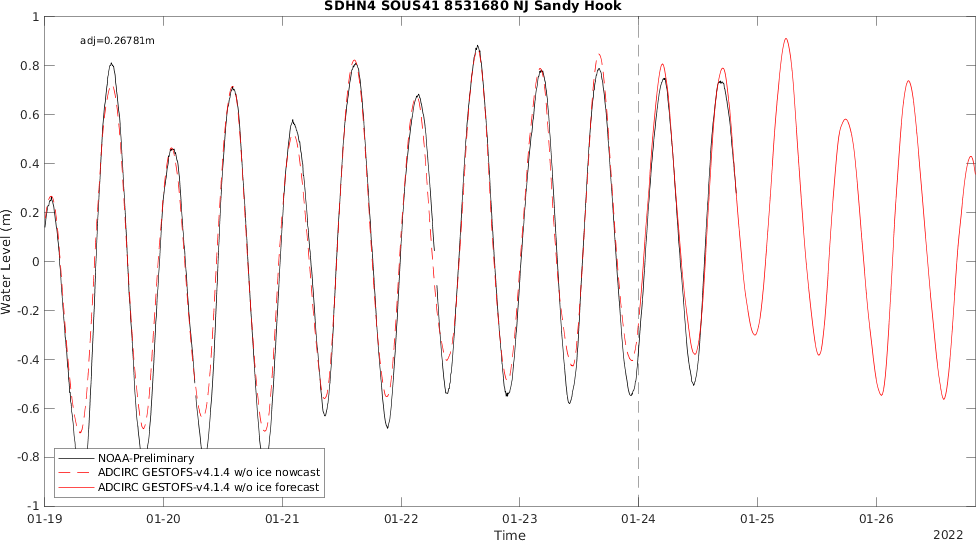 SDHN4 SOUS41 8531680 NJ Sandy Hook
adj=0.26781m
Water Level (m)
1
0.8
0.6
0.4
0.2
0
-0.2
-0.4
-0.6
-0.8
-1
NOAA-Preliminary
ADCIRC GESTOFS-v4.1.4 w/o ice nowcast
ADCIRC GESTOFS-v4.1.4 w/o ice forecast
01-19 01-20 01-21 01-22 01-23 01-24 01-25 01-26
Time
2022